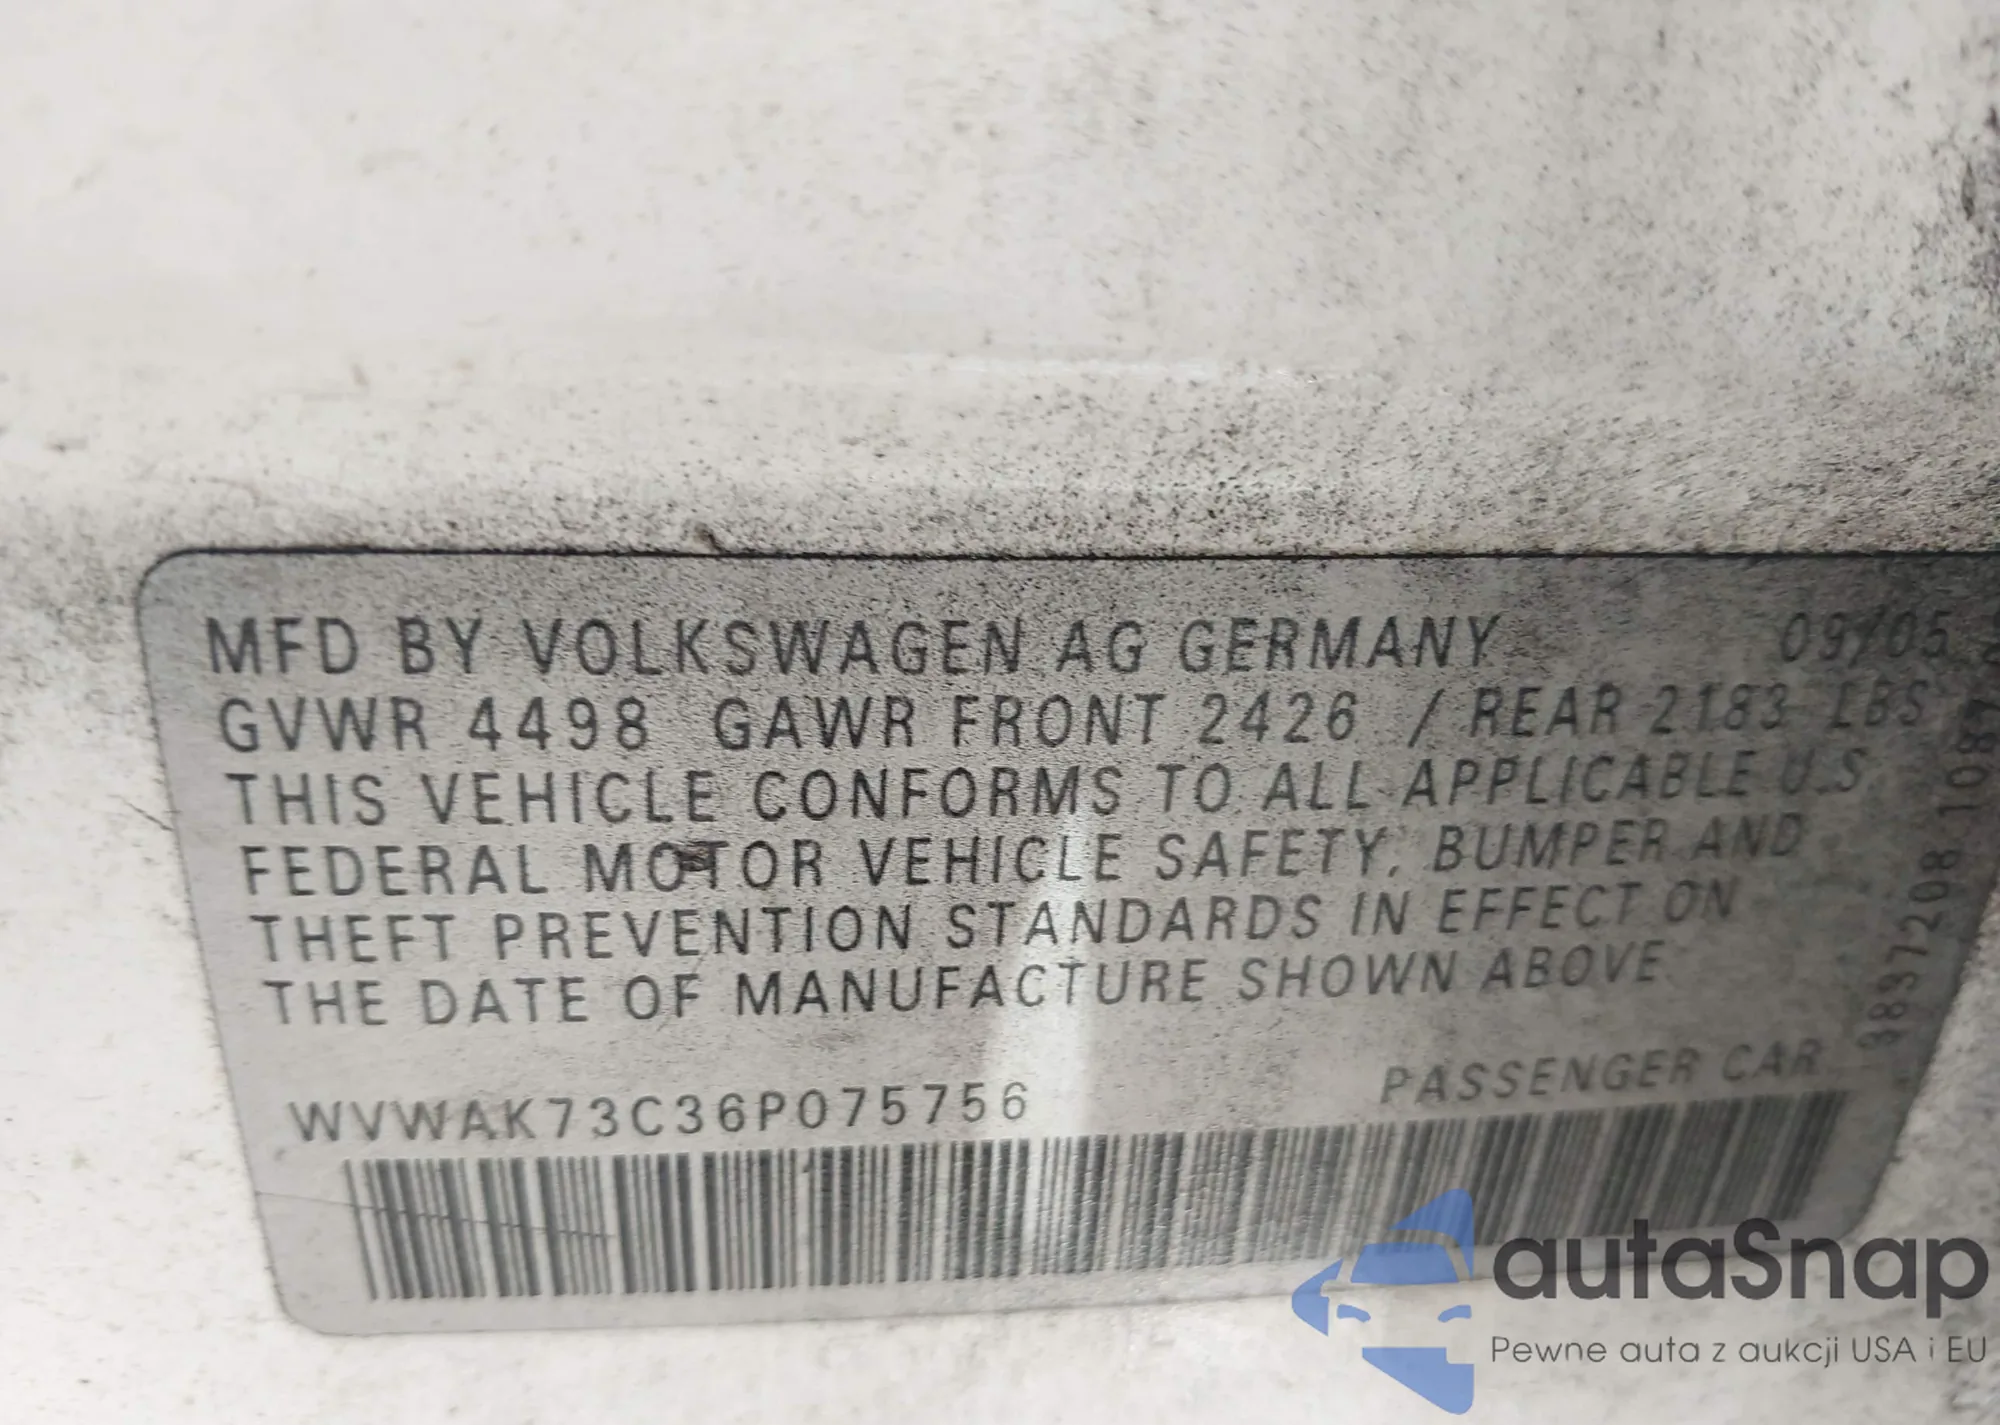 MFD BY VOLKSWAGEN AG GERMANY 09/05
GVWR 4498 GAWR FRONT 2426 / REAR 2183 LBS
THIS VEHICLE CONFORMS TO ALL APPLICABLE U.S
FEDERAL MOTOR VEHICLE SAFETY, BUMPER AND
THEFT PREVENTION STANDARDS IN EFFECT ON
THE DATE OF MANUFACTURE SHOWN ABOVE
WVWAK73C36P075756 PASSENGER CAR
autaSnap
Pewne auta z aukcji USA i EU